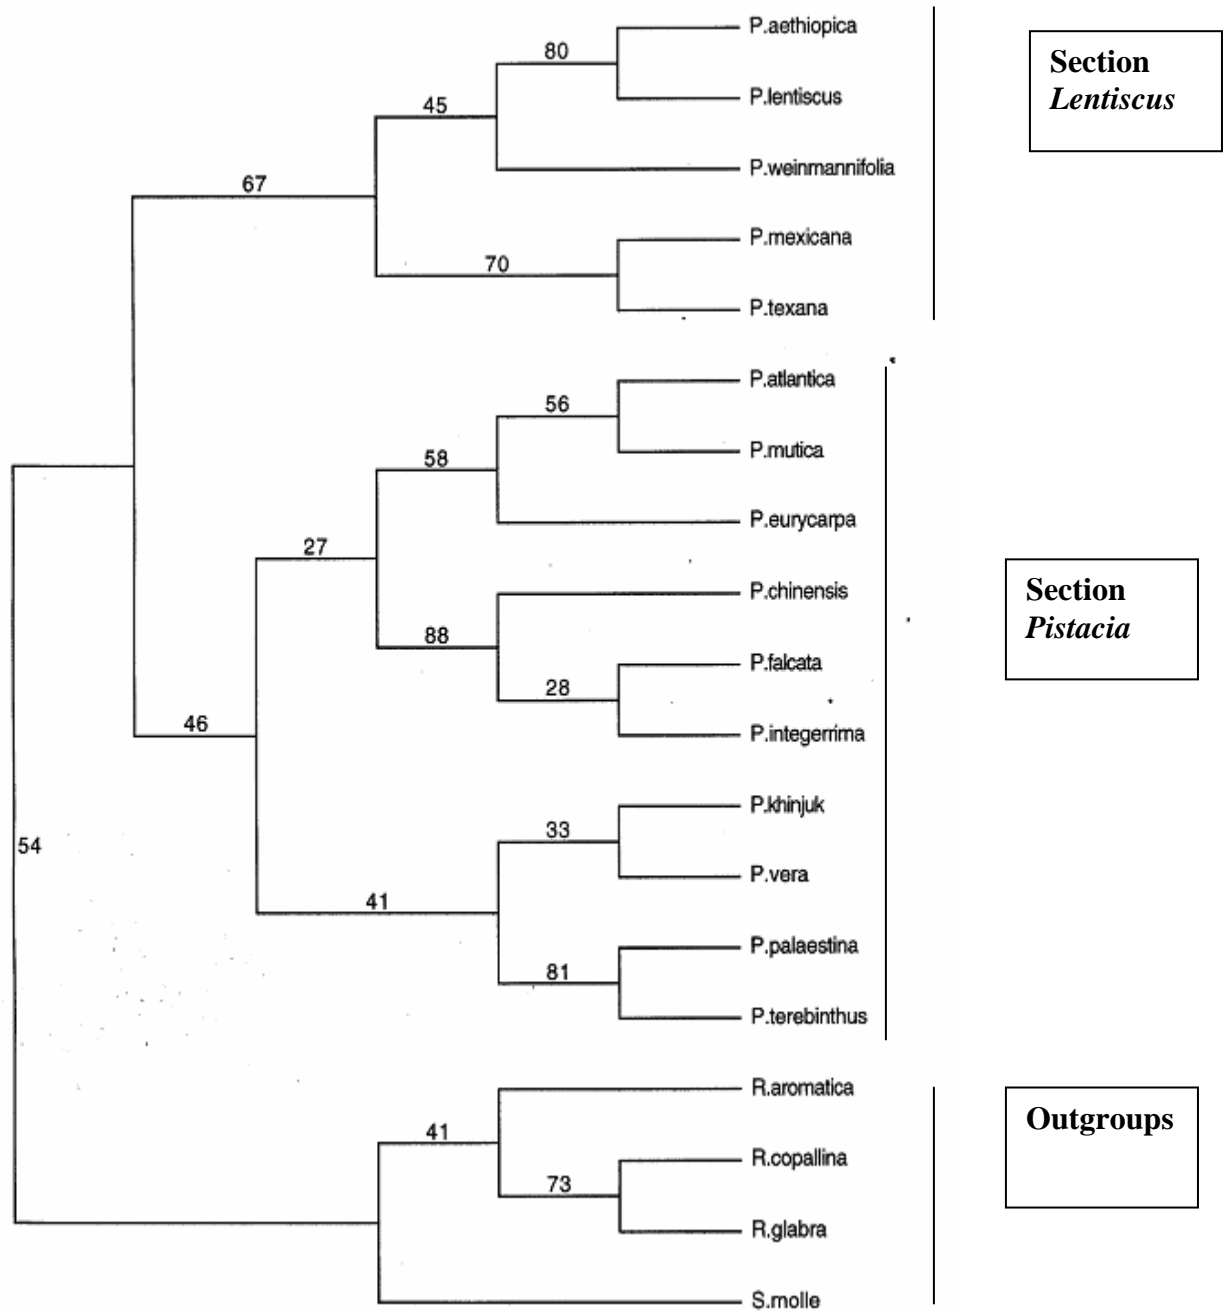 P.aethiopica
80
Section
Lentiscus
P.lentiscus
45
P.weinmannifolia
67
P.mexicana
70
P.texana
P.atlantica
56
P.mutica
58
P.eurycarpa
27
P.chinensis
Section
Pistacia
88
P.falcata
28
46
P.integerrima
P.khinjuk
33
54
P.vera
41
P.palaestina
81
P.terebinthus
R.aromatica
Outgroups
41
R.copallina
73
R.glabra
S.molle